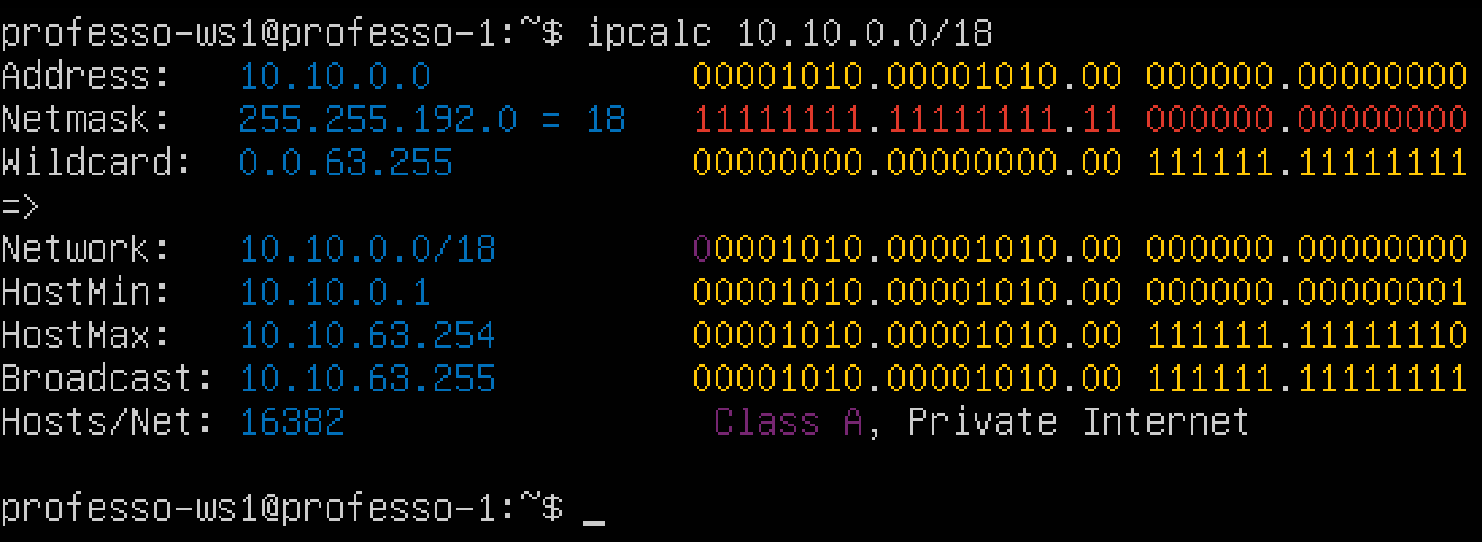 professo-ws1@professo-1:~$ ipcalc 10.10.0.0/18
Address:   10.10.0.0            00001010.00001010.00 000000.00000000
Netmask:   255.255.192.0 = 18   11111111.11111111.11 000000.00000000
Wildcard:  0.0.63.255           00000000.00000000.00 111111.11111111
=>
Network:   10.10.0.0/18         00001010.00001010.00 000000.00000000
HostMin:   10.10.0.1            00001010.00001010.00 000000.00000001
HostMax:   10.10.63.254         00001010.00001010.00 111111.11111110
Broadcast: 10.10.63.255         00001010.00001010.00 111111.11111111
Hosts/Net: 16382                 Class A, Private Internet
professo-ws1@professo-1:~$ _